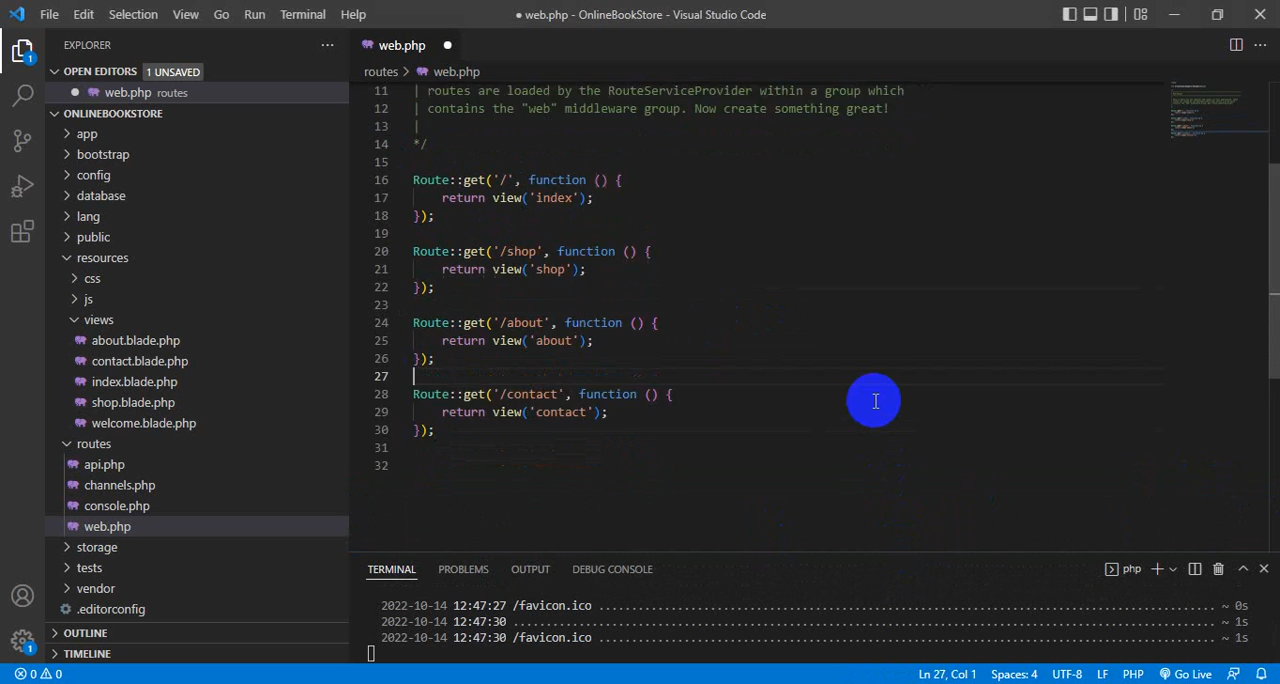 File Edit Selection View Go Run Terminal Help ● web.php - OnlineBookStore - Visual Studio Code
EXPLORER ...
OPEN EDITORS 1 UNSAVED
web.php routes
ONLINEBOOKSTORE
app
bootstrap
config
database
lang
public
resources
css
js
views
about.blade.php
contact.blade.php
index.blade.php
shop.blade.php
welcome.blade.php
routes
api.php
channels.php
console.php
web.php
storage
tests
vendor
.editorconfig
OUTLINE
TIMELINE
1
1
web.php
routes > web.php
11 | routes are loaded by the RouteServiceProvider within a group which
12 | contains the "web" middleware group. Now create something great!
13 |
14 */
15
16 Route::get('/', function () {
17 return view('index');
18 });
19
20 Route::get('/shop', function () {
21 return view('shop');
22 });
23
24 Route::get('/about', function () {
25 return view('about');
26 });
27
28 Route::get('/contact', function () {
29 return view('contact');
30 });
31
32
TERMINAL PROBLEMS OUTPUT DEBUG CONSOLE php
2022-10-14 12:47:27 /favicon.ico ........................................ ~ 0s
2022-10-14 12:47:30 ........................................ ~ 1s
2022-10-14 12:47:30 /favicon.ico ........................................ ~ 1s
0 0 Ln 27, Col 1 Spaces: 4 UTF-8 LF PHP Go Live